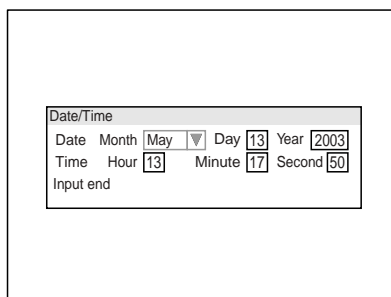 Date/Time
Date Month May Day 13 Year 2003
Time Hour 13 Minute 17 Second 50
Input end